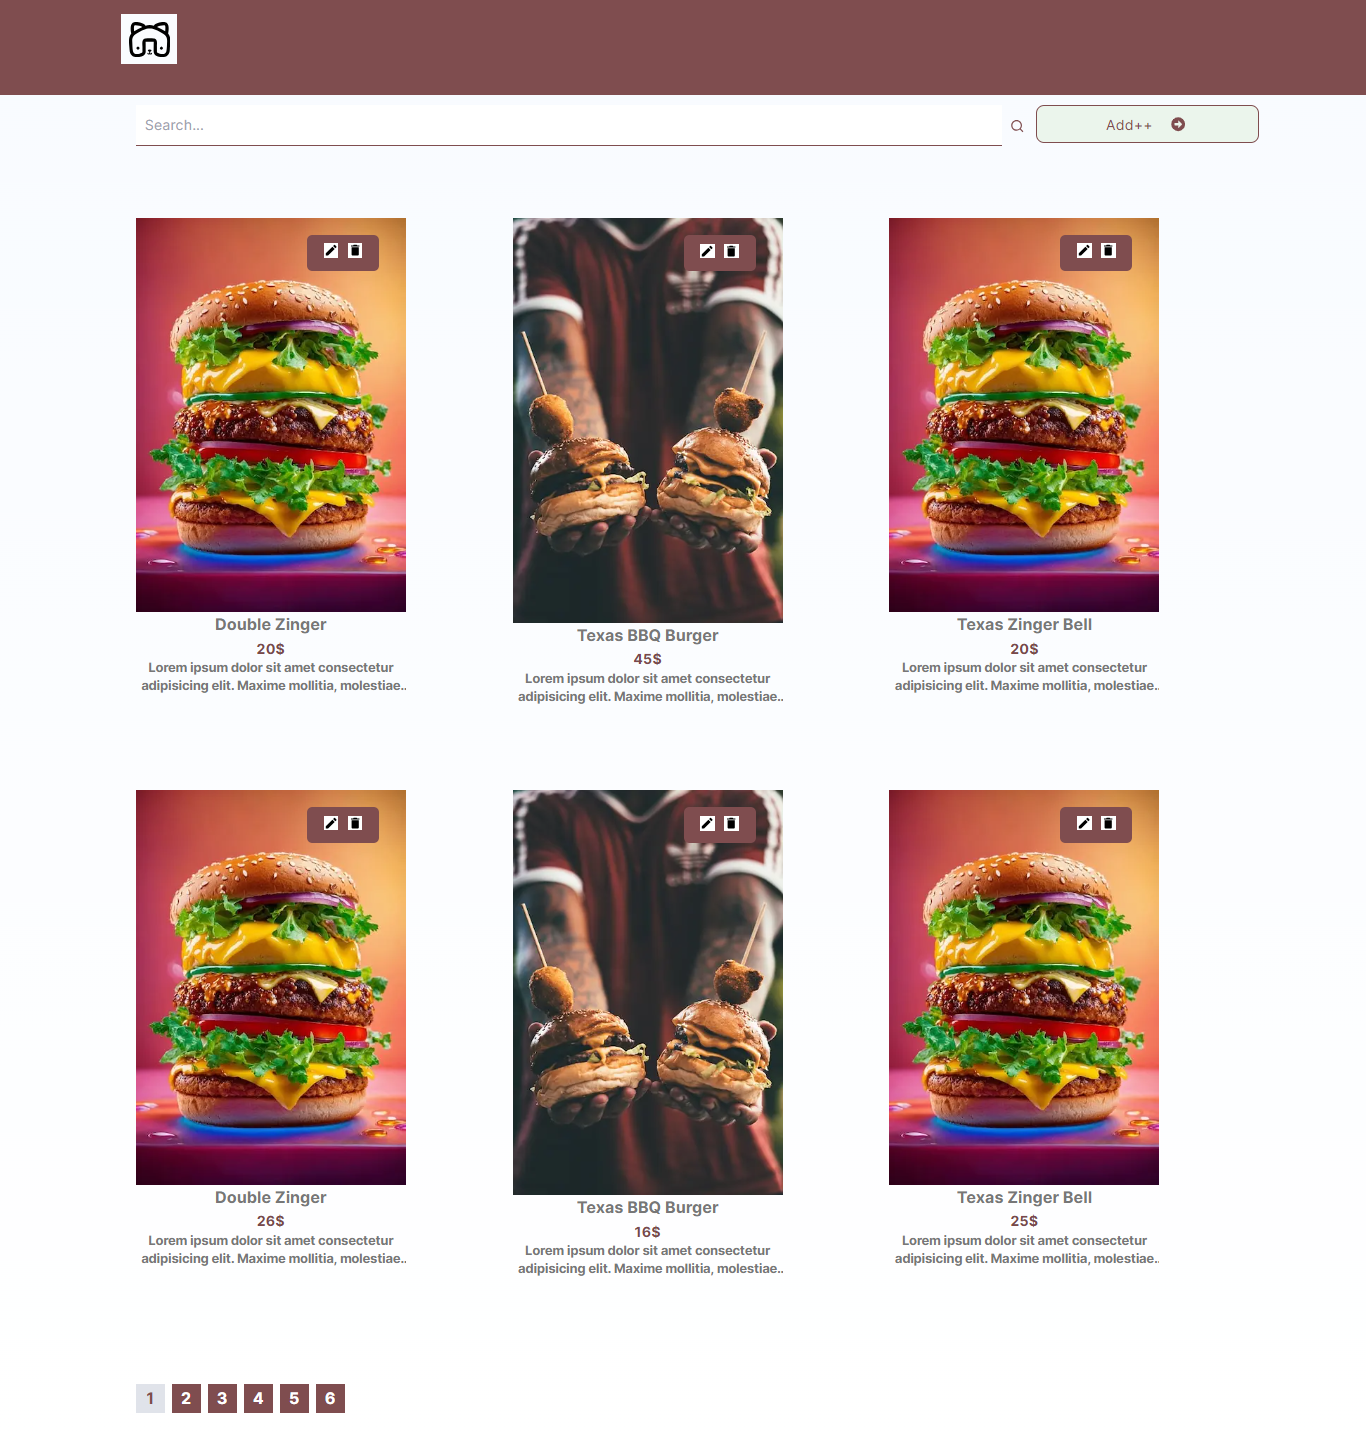 Search...
Add++
Double Zinger
20$
Lorem ipsum dolor sit amet consectetur
adipisicing elit. Maxime mollitia, molestiae..
Texas BBQ Burger
45$
Lorem ipsum dolor sit amet consectetur
adipisicing elit. Maxime mollitia, molestiae..
Texas Zinger Bell
20$
Lorem ipsum dolor sit amet consectetur
adipisicing elit. Maxime mollitia, molestiae..
Double Zinger
26$
Lorem ipsum dolor sit amet consectetur
adipisicing elit. Maxime mollitia, molestiae..
Texas BBQ Burger
16$
Lorem ipsum dolor sit amet consectetur
adipisicing elit. Maxime mollitia, molestiae..
Texas Zinger Bell
25$
Lorem ipsum dolor sit amet consectetur
adipisicing elit. Maxime mollitia, molestiae..
1 2 3 4 5 6